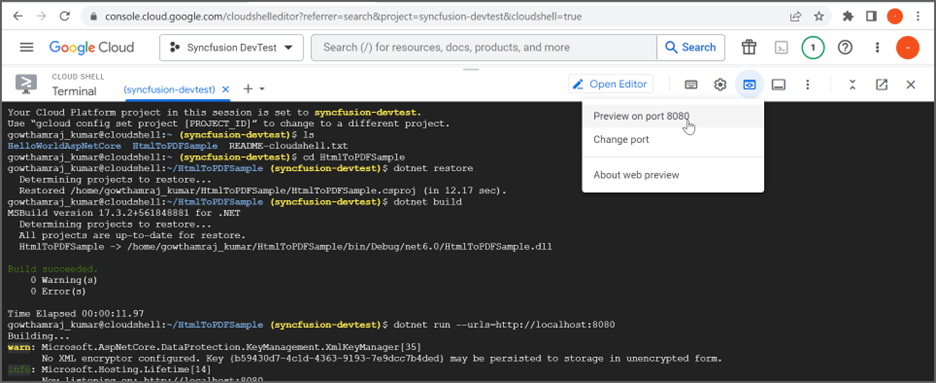 console.cloud.google.com/cloudshelleditor?referrer=search&project=syncfusion-devtest&cloudshell=true
Google Cloud
Syncfusion DevTest
Search (/) for resources, docs, products, and more
Search
1
CLOUD SHELL
Terminal
(syncfusion-devtest)
Open Editor
Preview on port 8080
Change port
About web preview
Your Cloud Platform project in this session is set to syncfusion-devtest.
Use “gcloud config set project [PROJECT_ID]” to change to a different project.
gowthamraj_kumar@cloudshell:~ (syncfusion-devtest)$ ls
HelloWorldAspNetCore HtmlToPDFSample README-cloudshell.txt
gowthamraj_kumar@cloudshell:~ (syncfusion-devtest)$ cd HtmlToPDFSample
gowthamraj_kumar@cloudshell:~/HtmlToPDFSample (syncfusion-devtest)$ dotnet restore
Determining projects to restore...
Restored /home/gowthamraj_kumar/HtmlToPDFSample/HtmlToPDFSample.csproj (in 12.17 sec).
gowthamraj_kumar@cloudshell:~/HtmlToPDFSample (syncfusion-devtest)$ dotnet build
MSBuild version 17.3.2+561848881 for .NET
Determining projects to restore...
All projects are up-to-date for restore.
HtmlToPDFSample -> /home/gowthamraj_kumar/HtmlToPDFSample/bin/Debug/net6.0/HtmlToPDFSample.dll
Build succeeded.
0 Warning(s)
0 Error(s)
Time Elapsed 00:00:11.97
gowthamraj_kumar@cloudshell:~/HtmlToPDFSample (syncfusion-devtest)$ dotnet run --urls=http://localhost:8080
Building...
warn: Microsoft.AspNetCore.DataProtection.KeyManagement.XmlKeyManager[35]
No XML encryptor configured. Key {b59430d7-4c1d-4363-9193-7e9dcc7b4ded} may be persisted to storage in unencrypted form.
info: Microsoft.Hosting.Lifetime[14]
Now listening on: http://localhost:8080